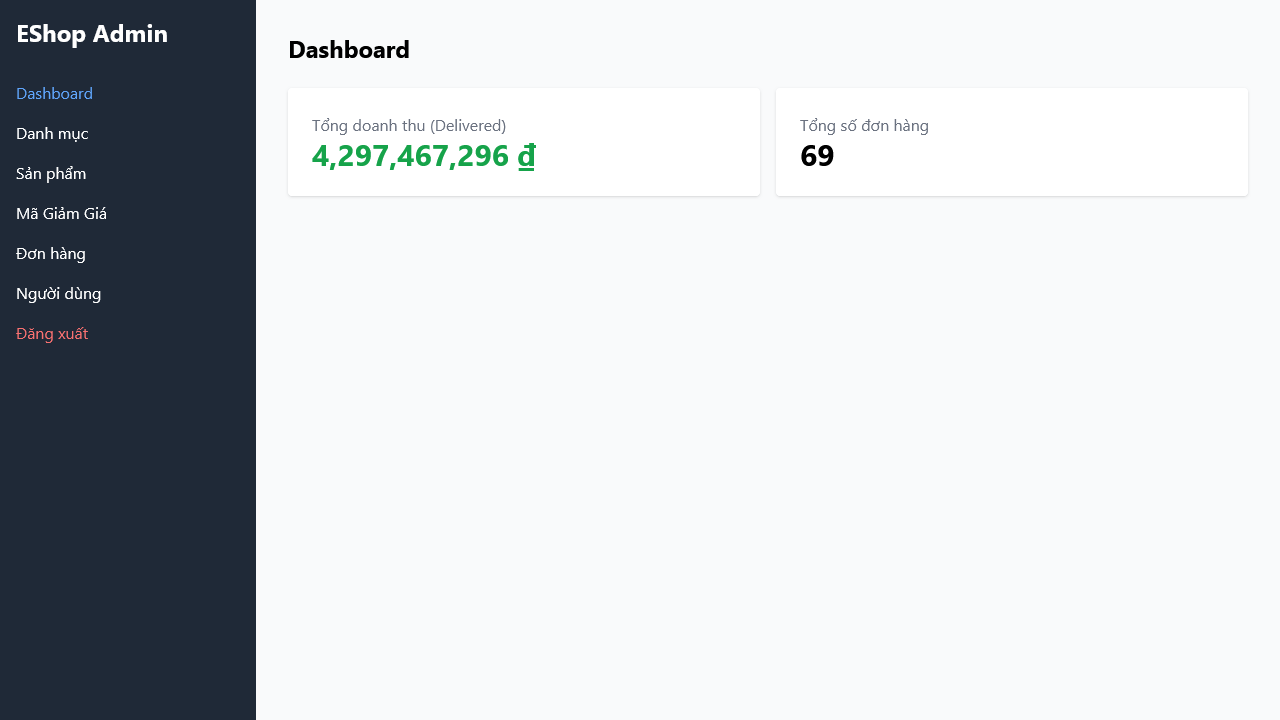 EShop Admin
Dashboard
Danh mục
Sản phẩm
Mã Giảm Giá
Đơn hàng
Người dùng
Đăng xuất
Dashboard
Tổng doanh thu (Delivered)
4,297,467,296 ₫
Tổng số đơn hàng
69